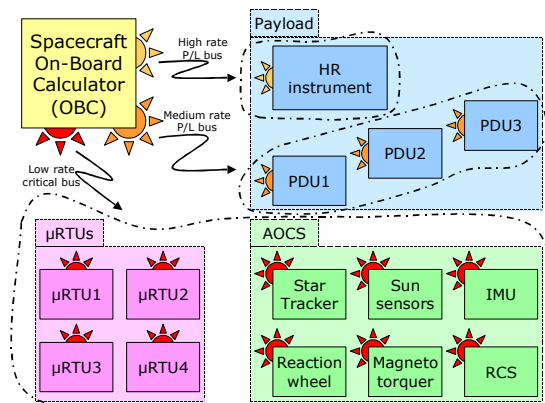 Spacecraft
On-Board
Calculator
(OBC)
High rate
P/L bus
Medium rate
P/L bus
Low rate
critical bus
Payload
HR
instrument
PDU3
PDU2
PDU1
µRTUs
µRTU1
µRTU2
µRTU3
µRTU4
AOCS
Star
Tracker
Sun
sensors
IMU
Reaction
wheel
Magneto
torquer
RCS